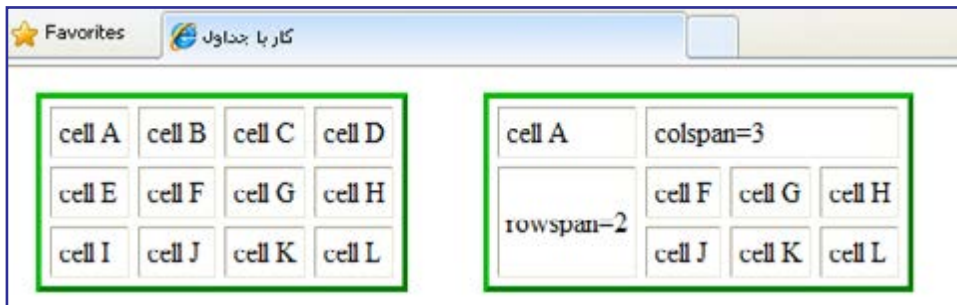 Favorites
کار با جداول
cell A cell B cell C cell D
cell E cell F cell G cell H
cell I cell J cell K cell L
cell A colspan=3
rowspan=2
cell F cell G cell H
cell J cell K cell L